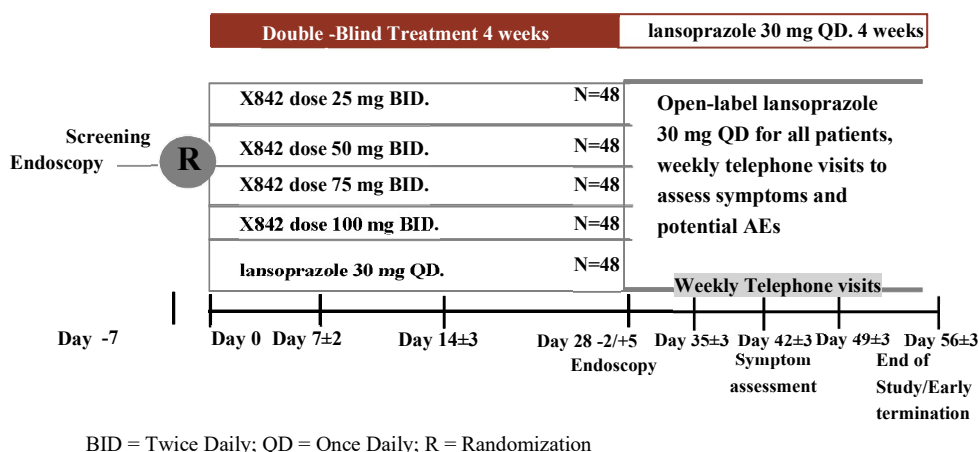 Double -Blind Treatment 4 weeks
lansoprazole 30 mg QD. 4 weeks
X842 dose 25 mg BID.
N=48
X842 dose 50 mg BID.
N=48
X842 dose 75 mg BID.
N=48
X842 dose 100 mg BID.
N=48
lansoprazole 30 mg QD.
N=48
Screening
Endoscopy
R
Open-label lansoprazole
30 mg QD for all patients,
weekly telephone visits to
assess symptoms and
potential AEs
Weekly Telephone visits
Day -7
Day 0
Day 7±2
Day 14±3
Day 28 -2/+5
Endoscopy
Day 35±3
Day 42±3
Symptom
assessment
Day 49±3
Day 56±3
End of
Study/Early
termination
BID = Twice Daily; QD = Once Daily; R = Randomization